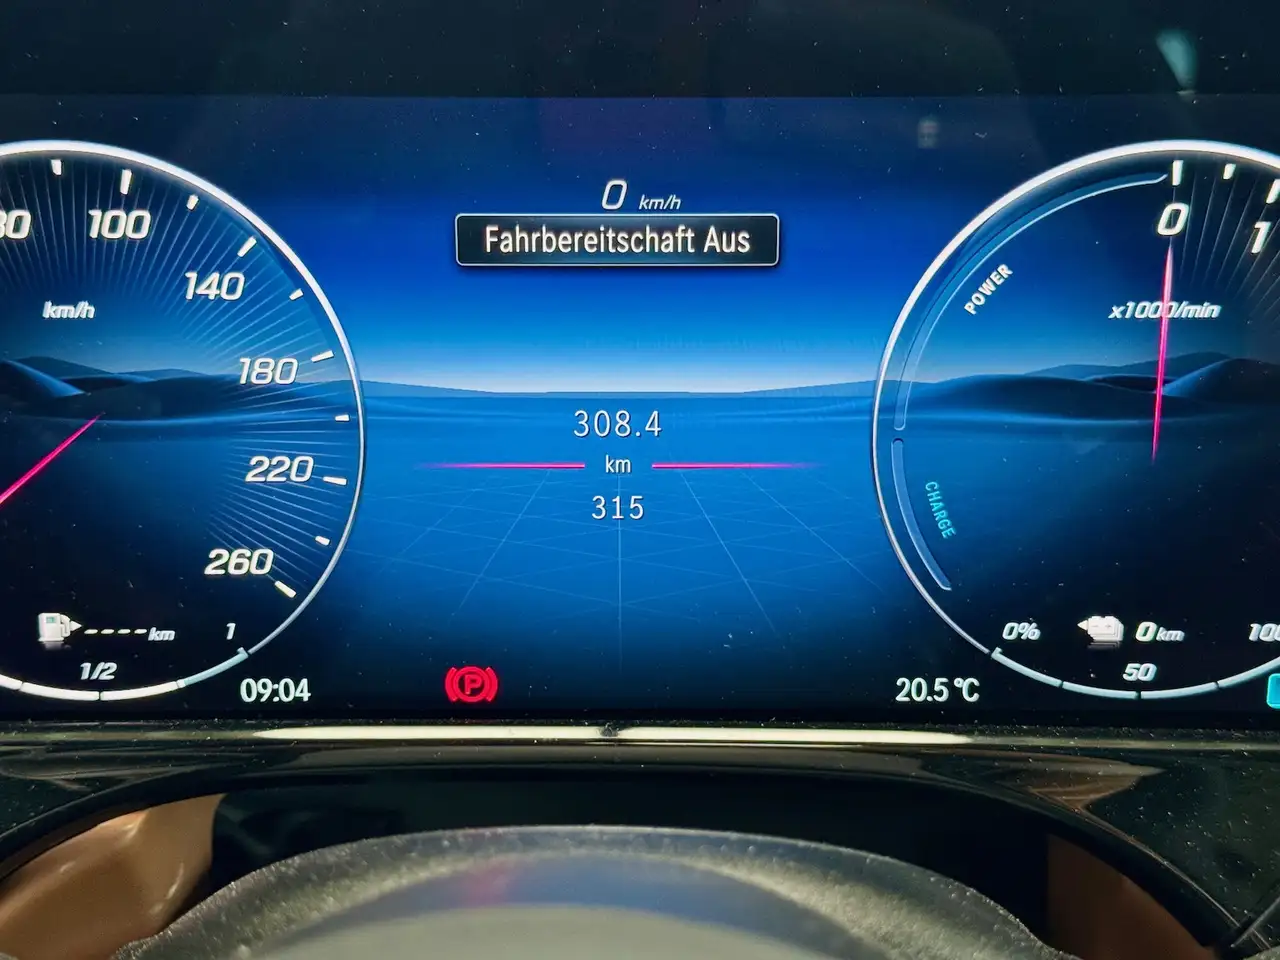 0 km/h
Fahrbereitschaft Aus
100
140
km/h
180
220
260
km
1
1/2
09:04
308.4
km
315
P
0
1
POWER
x1000/min
CHARGE
0%
0 km
50
20.5 °C